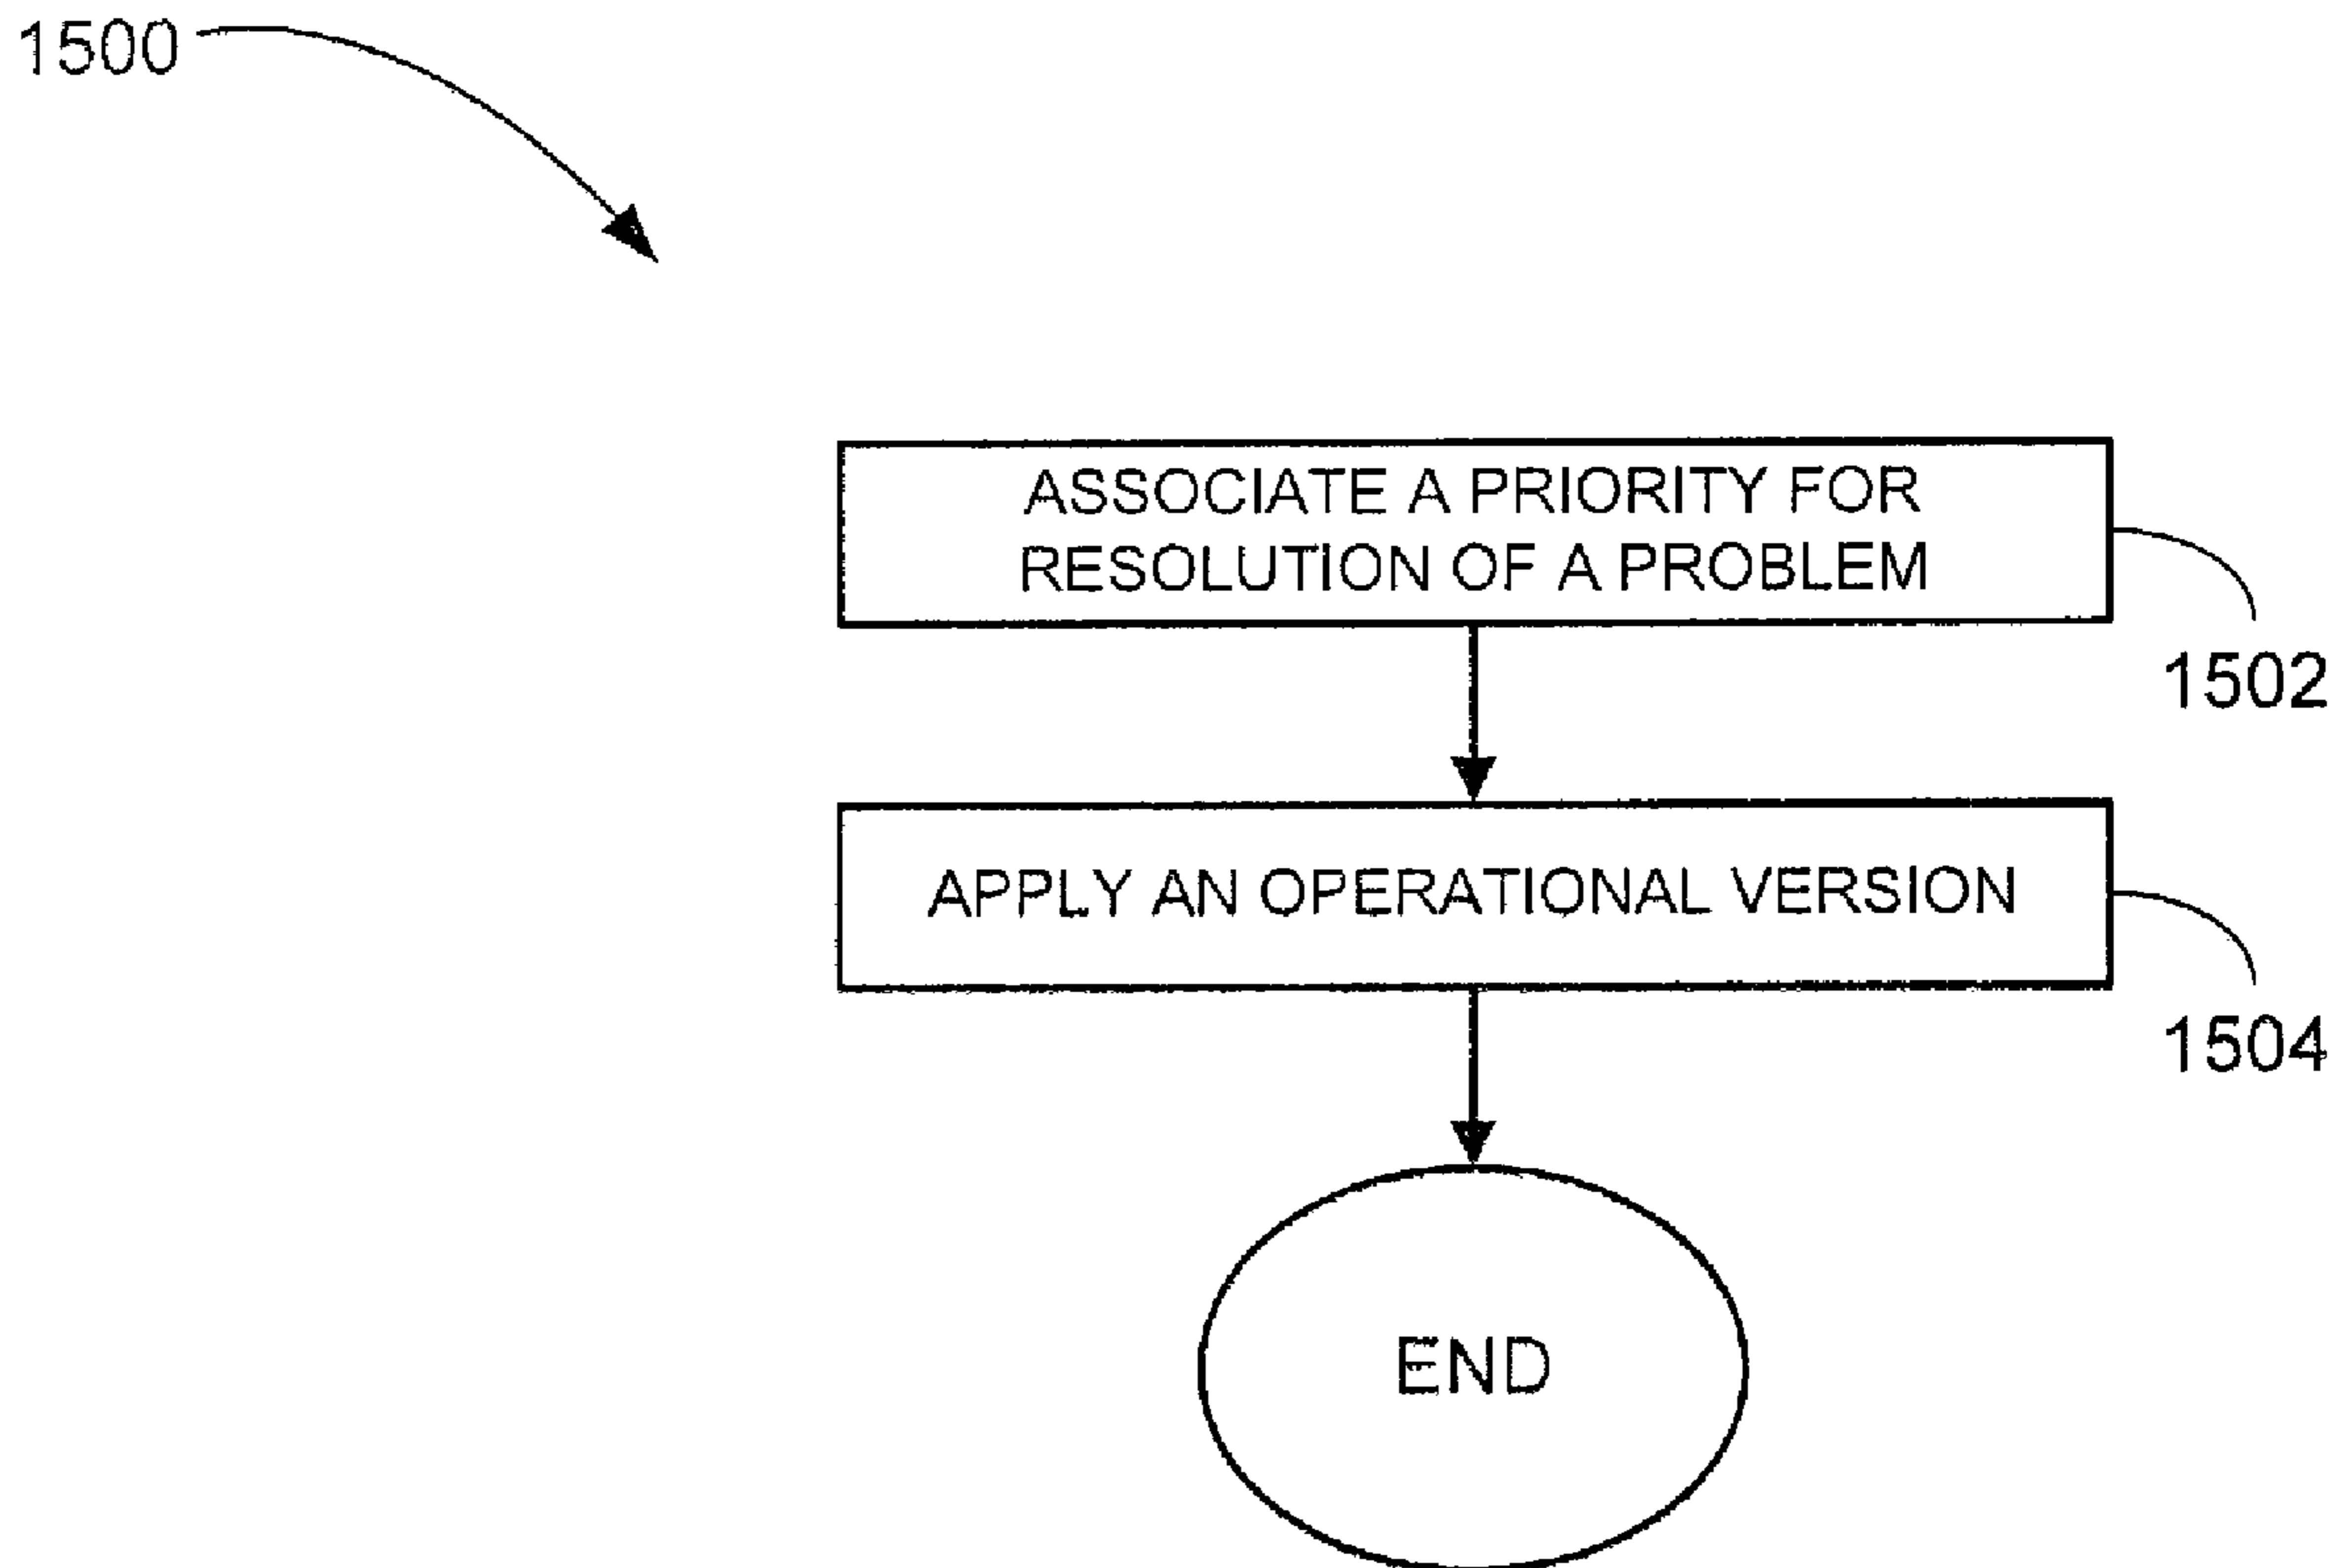 1500
ASSOCIATE A PRIORITY FOR
RESOLUTION OF A PROBLEM
1502
APPLY AN OPERATIONAL VERSION
1504
END